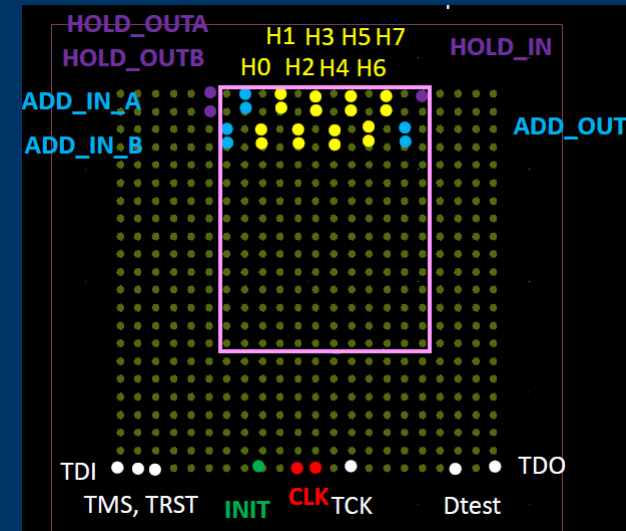 HOLD_OUTA
H1 H3 H5 H7
HOLD_OUTB
HOLD_IN
H0 H2 H4 H6
ADD_IN_A
ADD_OUT
ADD_IN_B
TDI
TDO
TMS, TRST
INIT
CLK
TCK
Dtest